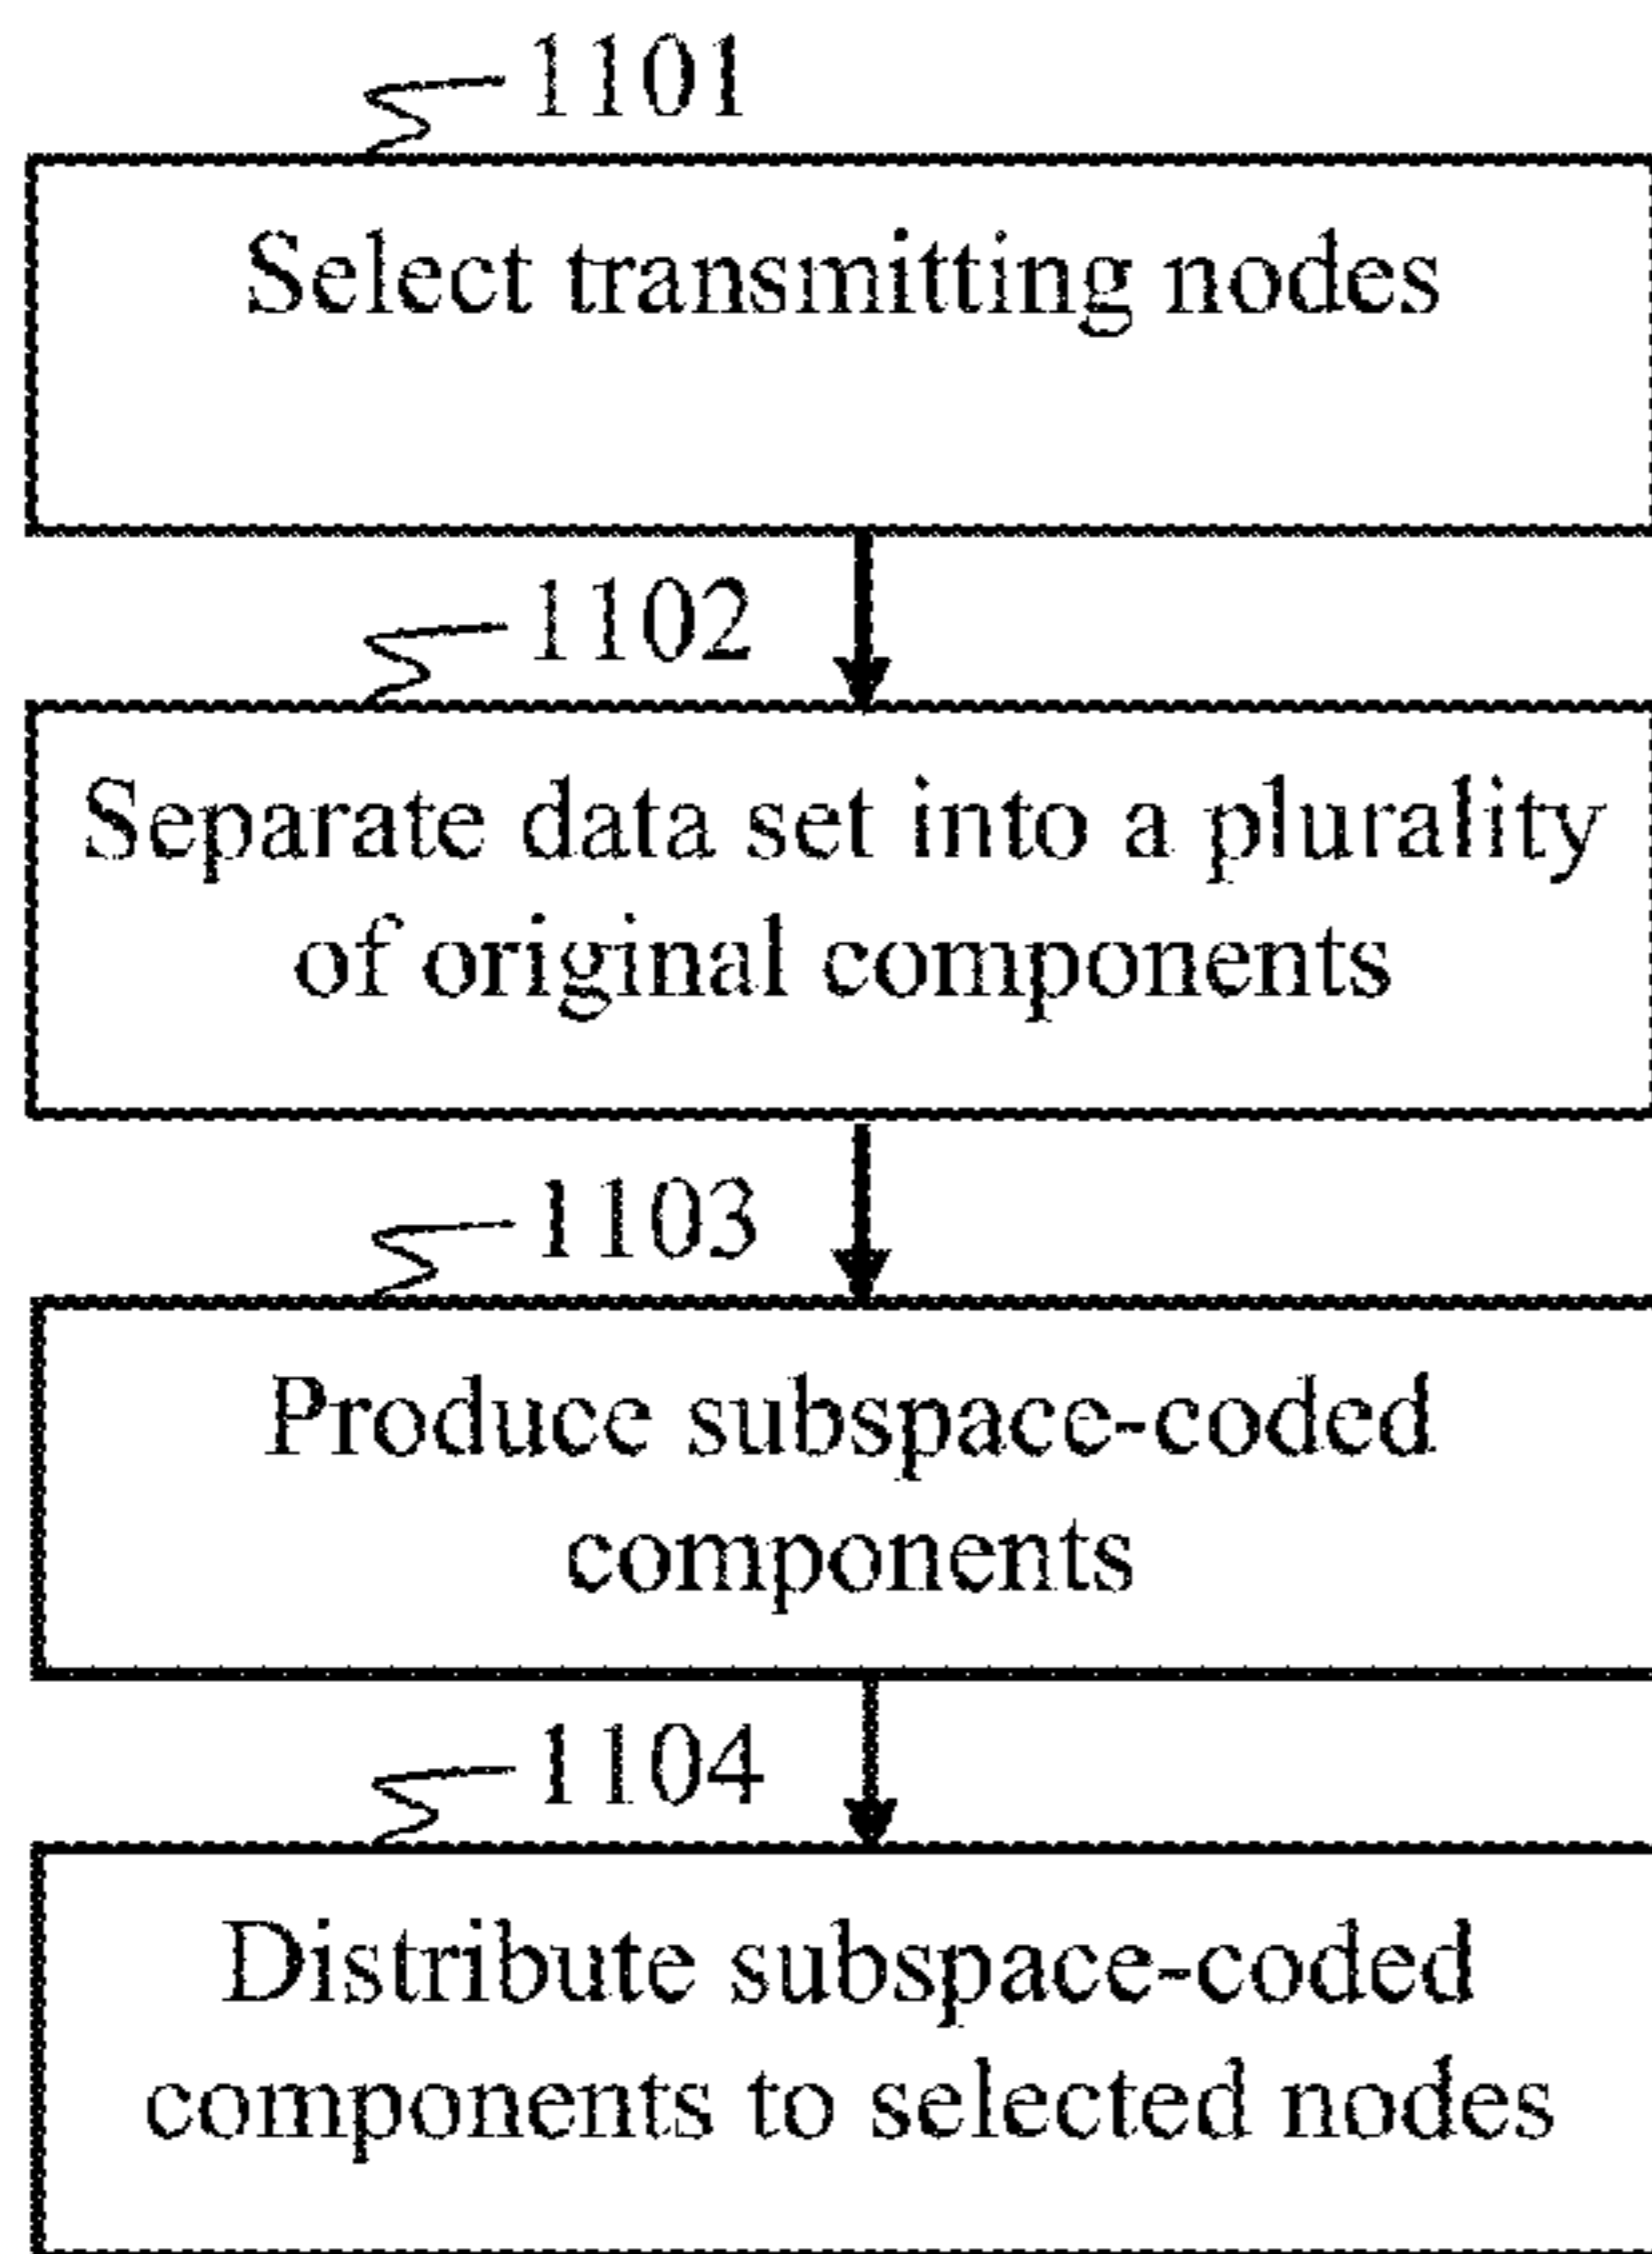 1101
Select transmitting nodes
1102
Separate data set into a plurality
of original components
1103
Produce subspace-coded
components
1104
Distribute subspace-coded
components to selected nodes